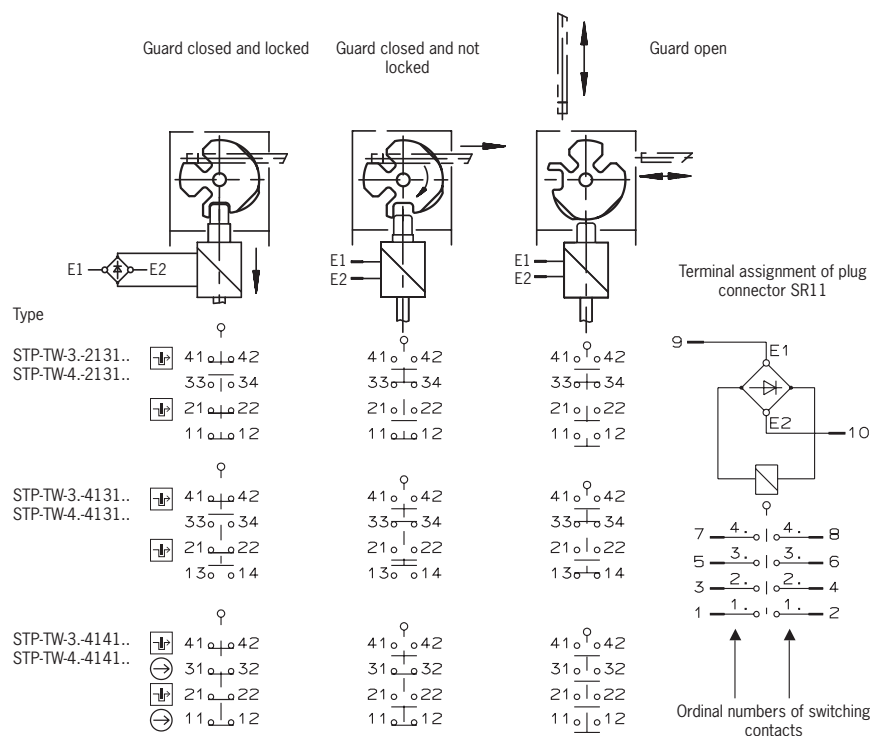 Guard closed and locked
Guard closed and not
locked
Guard open
E1
E2
E1
E2
E1
E2
Type
STP-TW-3.-2131..
STP-TW-4.-2131..
41 42
33 34
21 22
11 12
41 42
33 34
21 22
11 12
41 42
33 34
21 22
11 12
STP-TW-3.-4131..
STP-TW-4.-4131..
41 42
33 34
21 22
13 14
41 42
33 34
21 22
13 14
41 42
33 34
21 22
13 14
STP-TW-3.-4141..
STP-TW-4.-4141..
41 42
31 32
21 22
11 12
41 42
31 32
21 22
11 12
41 42
31 32
21 22
11 12
Terminal assignment of plug
connector SR11
9
E1
E2
10
7 4. 4. 8
5 3. 3. 6
3 2. 2. 4
1 1. 1. 2
Ordinal numbers of switching
contacts